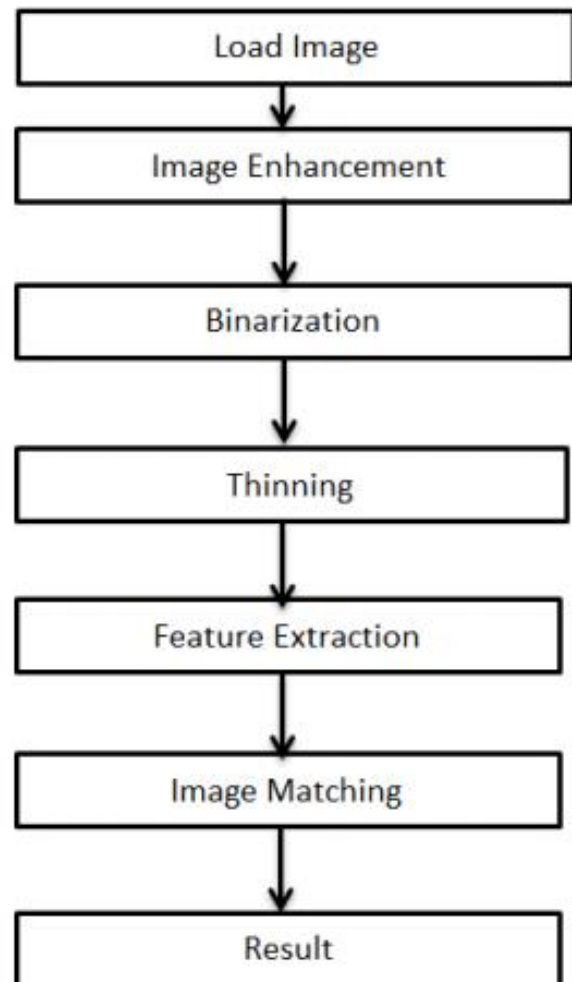 Load Image
Image Enhancement
Binarization
Thinning
Feature Extraction
Image Matching
Result